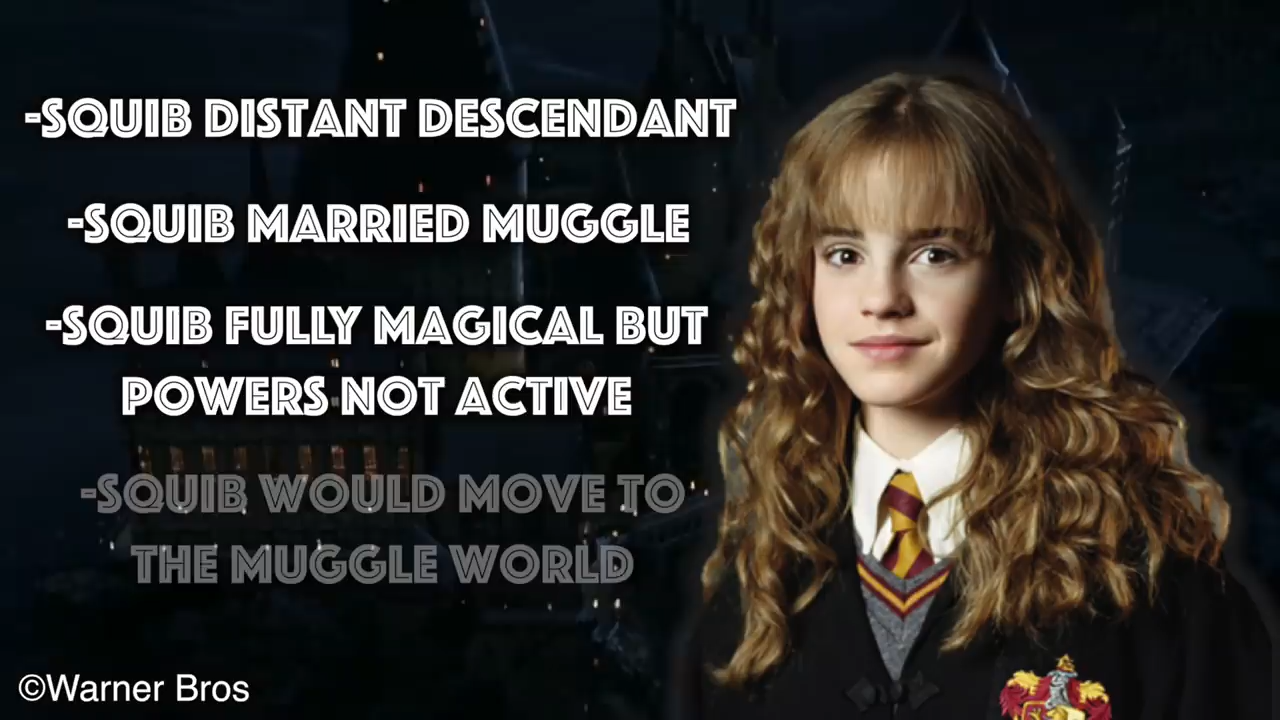 -SQUIB DISTANT DESCENDANT
-SQUIB MARRIED MUGGLE
-SQUIB FULLY MAGICAL BUT
POWERS NOT ACTIVE
-SQUIB WOULD MOVE TO
THE MUGGLE WORLD
©Warner Bros